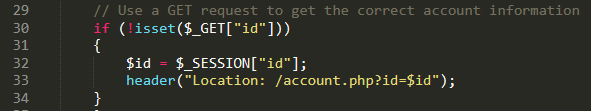 29 // Use a GET request to get the correct account information
30 if (!isset($_GET["id"]))
31 {
32 $id = $_SESSION["id"];
33 header("Location: /account.php?id=$id");
34 }